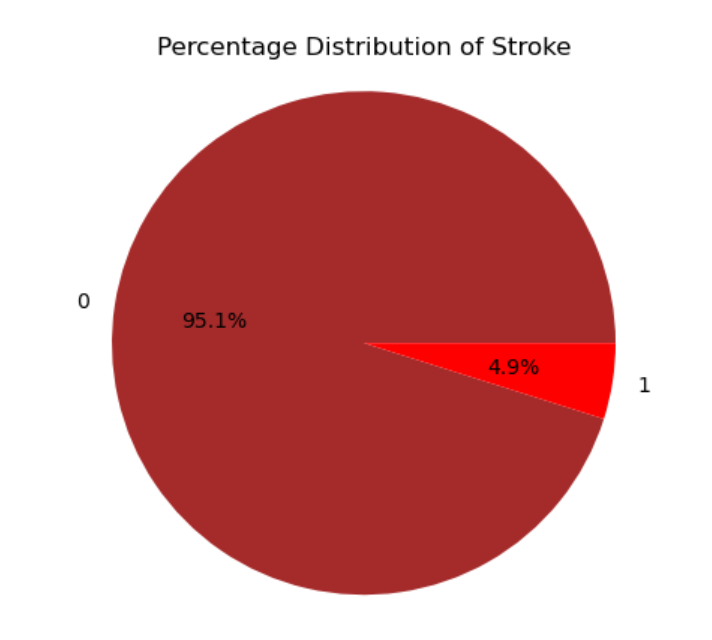 Percentage Distribution of Stroke
0
95.1%
4.9%
1